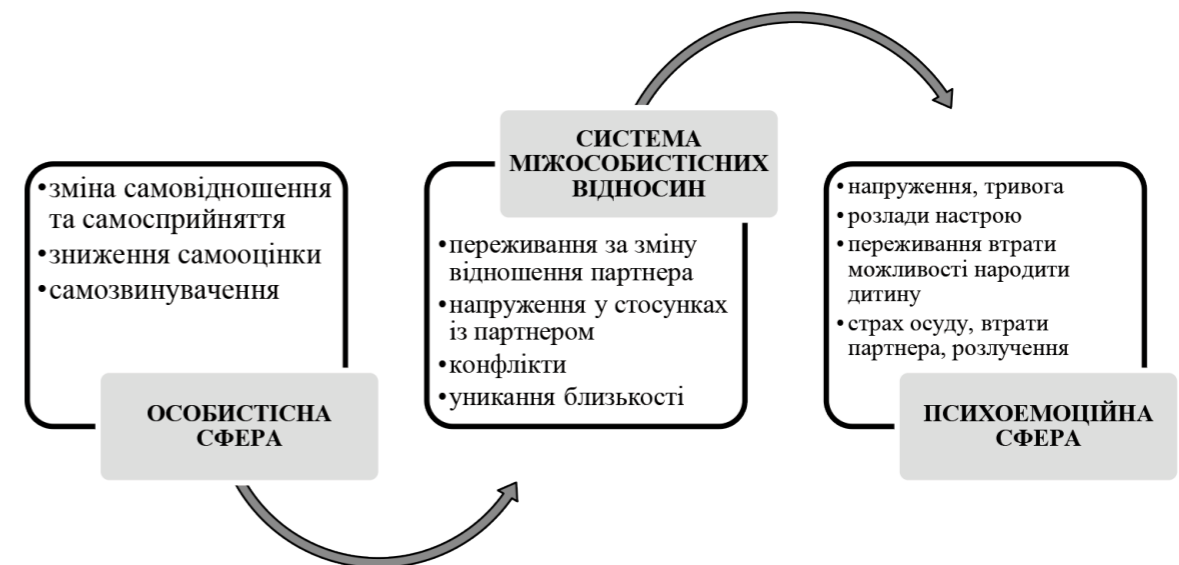 •зміна самовідношення
та самосприйняття
•зниження самооцінки
•самозвинувачення
ОСОБИСТІСНА
СФЕРА
СИСТЕМА
МІЖОСОБИСТІСНИХ
ВІДНОСИН
•переживання за зміну
відношення партнера
•напруження у стосунках
із партнером
•конфлікти
•уникання близькості
•напруження, тривога
•розлади настрою
•переживання втрати
можливості народити
дитину
•страх осуду, втрати
партнера, розлучення
ПСИХОЕМОЦІЙНА
СФЕРА